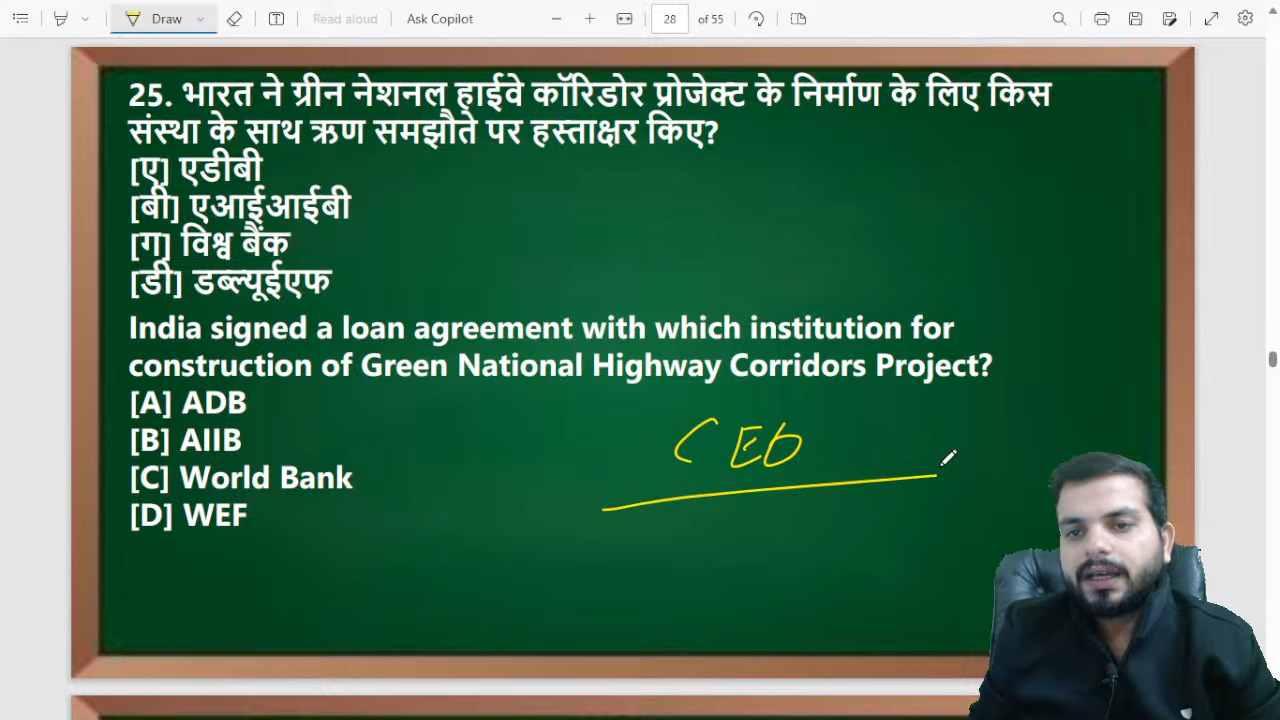 Draw
Read aloud
Ask Copilot
28
of 55
25. भारत ने ग्रीन नेशनल हाईवे कॉरिडोर प्रोजेक्ट के निर्माण के लिए किस
संस्था के साथ ऋण समझौते पर हस्ताक्षर किए?
[ए] एडीबी
[बी] एआईआईबी
[ग] विश्व बैंक
[डी] डब्ल्यूईएफ
India signed a loan agreement with which institution for
construction of Green National Highway Corridors Project?
[A] ADB
[B] AIIB
[C] World Bank
[D] WEF
CEO